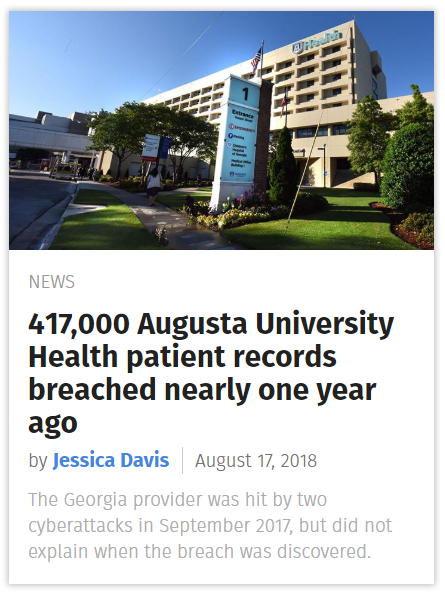 Health
1
Entrance
NEWS
417,000 Augusta University
Health patient records
breached nearly one year
ago
by Jessica Davis August 17, 2018
The Georgia provider was hit by two
cyberattacks in September 2017, but did not
explain when the breach was discovered.